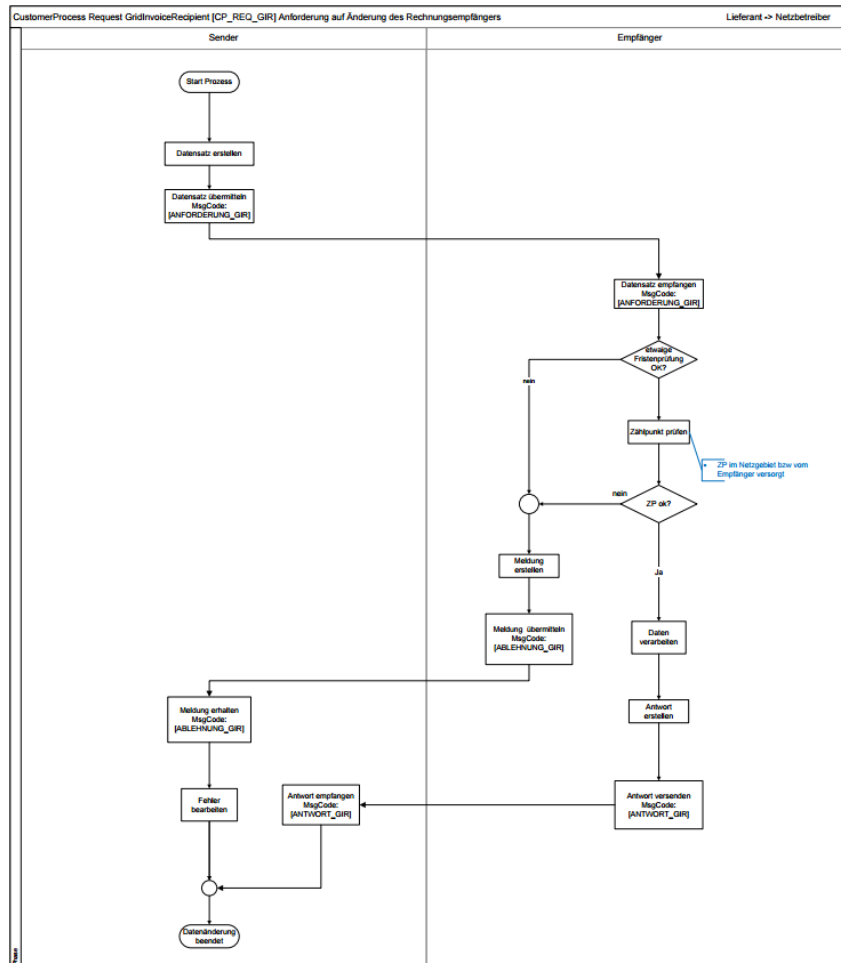 CustomerProcess Request GridInvoiceRecipient [CP_REQ_GIR] Anforderung auf Änderung des Rechnungsempfängers
Lieferant -> Netzbetreiber
Sender
Empfänger
Start Prozess
Datensatz erstellen
Datensatz übermitteln
MsgCode:
[ANFORDERUNG_GIR]
Datensatz empfangen
MsgCode:
[ANFORDERUNG_GIR]
etwaige
Fristenprüfung
OK?
nein
Zählpunkt prüfen
• ZP im Netzgebiet bzw vom
Empfänger versorgt
nein
ZP ok?
Meldung
erstellen
Ja
Meldung übermitteln
MsgCode:
[ABLEHNUNG_GIR]
Daten
verarbeiten
Meldung erhalten
MsgCode:
[ABLEHNUNG_GIR]
Antwort
erstellen
Fehler
bearbeiten
Antwort empfangen
MsgCode:
[ANTWORT_GIR]
Antwort versenden
MsgCode:
[ANTWORT_GIR]
Datenänderung
beendet
Phase